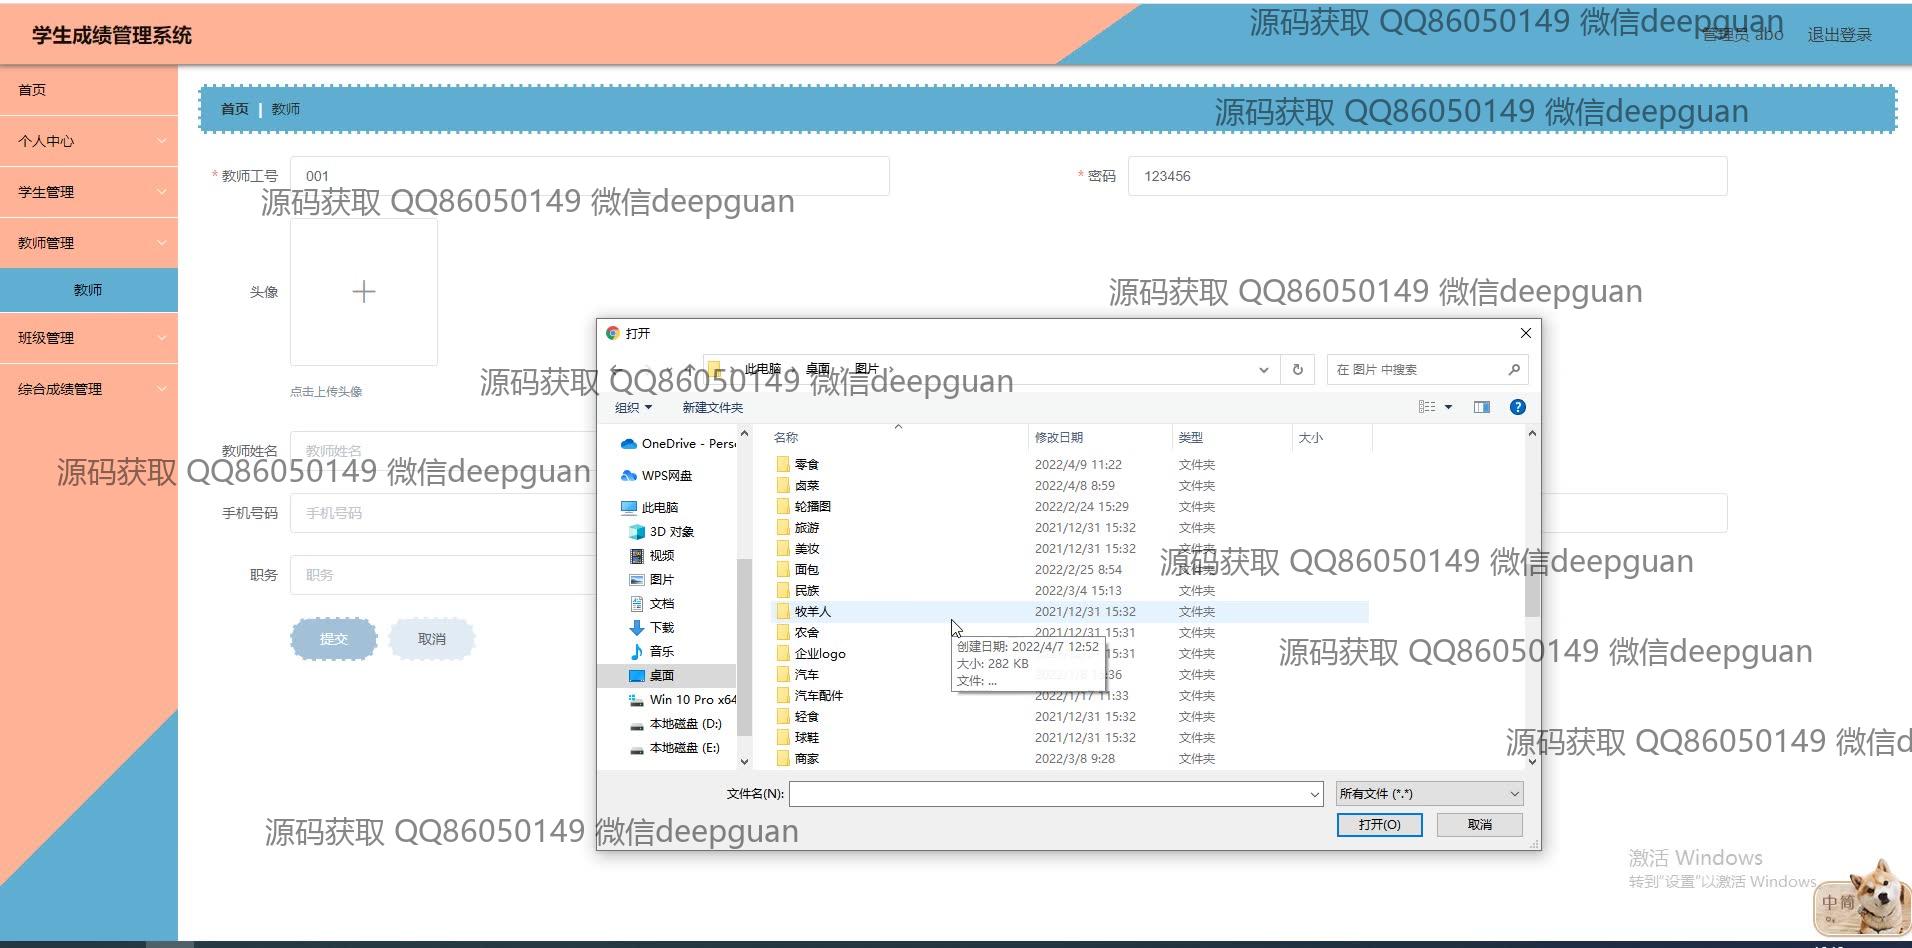 学生成绩管理系统
源码获取 QQ86050149 微信deepguan
管理员 abo
退出登录
首页
个人中心
学生管理
教师管理
教师
班级管理
综合成绩管理
首页 | 教师
源码获取 QQ86050149 微信deepguan
* 教师工号 001
* 密码 123456
源码获取 QQ86050149 微信deepguan
头像
+
源码获取 QQ86050149 微信deepguan
点击上传头像
教师姓名 教师姓名
源码获取 QQ86050149 微信deepguan
手机号码 手机号码
职务 职务
提交 取消
打开
此电脑 › 桌面 › 图片
在 图片 中搜索
源码获取 QQ86050149 微信deepguan
组织 新建文件夹
OneDrive - Pers
WPS网盘
此电脑
3D 对象
视频
图片
文档
下载
音乐
桌面
Win 10 Pro x64
本地磁盘 (D:)
本地磁盘 (E:)
名称 修改日期 类型 大小
零食 2022/4/9 11:22 文件夹
卤菜 2022/4/8 8:59 文件夹
轮播图 2022/2/24 15:29 文件夹
旅游 2021/12/31 15:32 文件夹
美妆 2021/12/31 15:32 文件夹
源码获取 QQ86050149 微信deepguan
面包 2022/2/25 8:54 文件夹
民族 2022/3/4 15:13 文件夹
牧羊人 2021/12/31 15:32 文件夹
农舍 2021/12/31 15:31 文件夹
企业logo :31 文件夹
源码获取 QQ86050149 微信deepguan
汽车 :36 文件夹
汽车配件 2022/1/17 11:33 文件夹
轻食 2021/12/31 15:32 文件夹
球鞋 2021/12/31 15:32 文件夹
商家 2022/3/8 9:28 文件夹
创建日期: 2022/4/7 12:52
大小: 282 KB
文件: ...
源码获取 QQ86050149 微信d
文件名(N):
所有文件 (*.*)
打开(O) 取消
源码获取 QQ86050149 微信deepguan
激活 Windows
转到"设置"以激活 Windows
中简